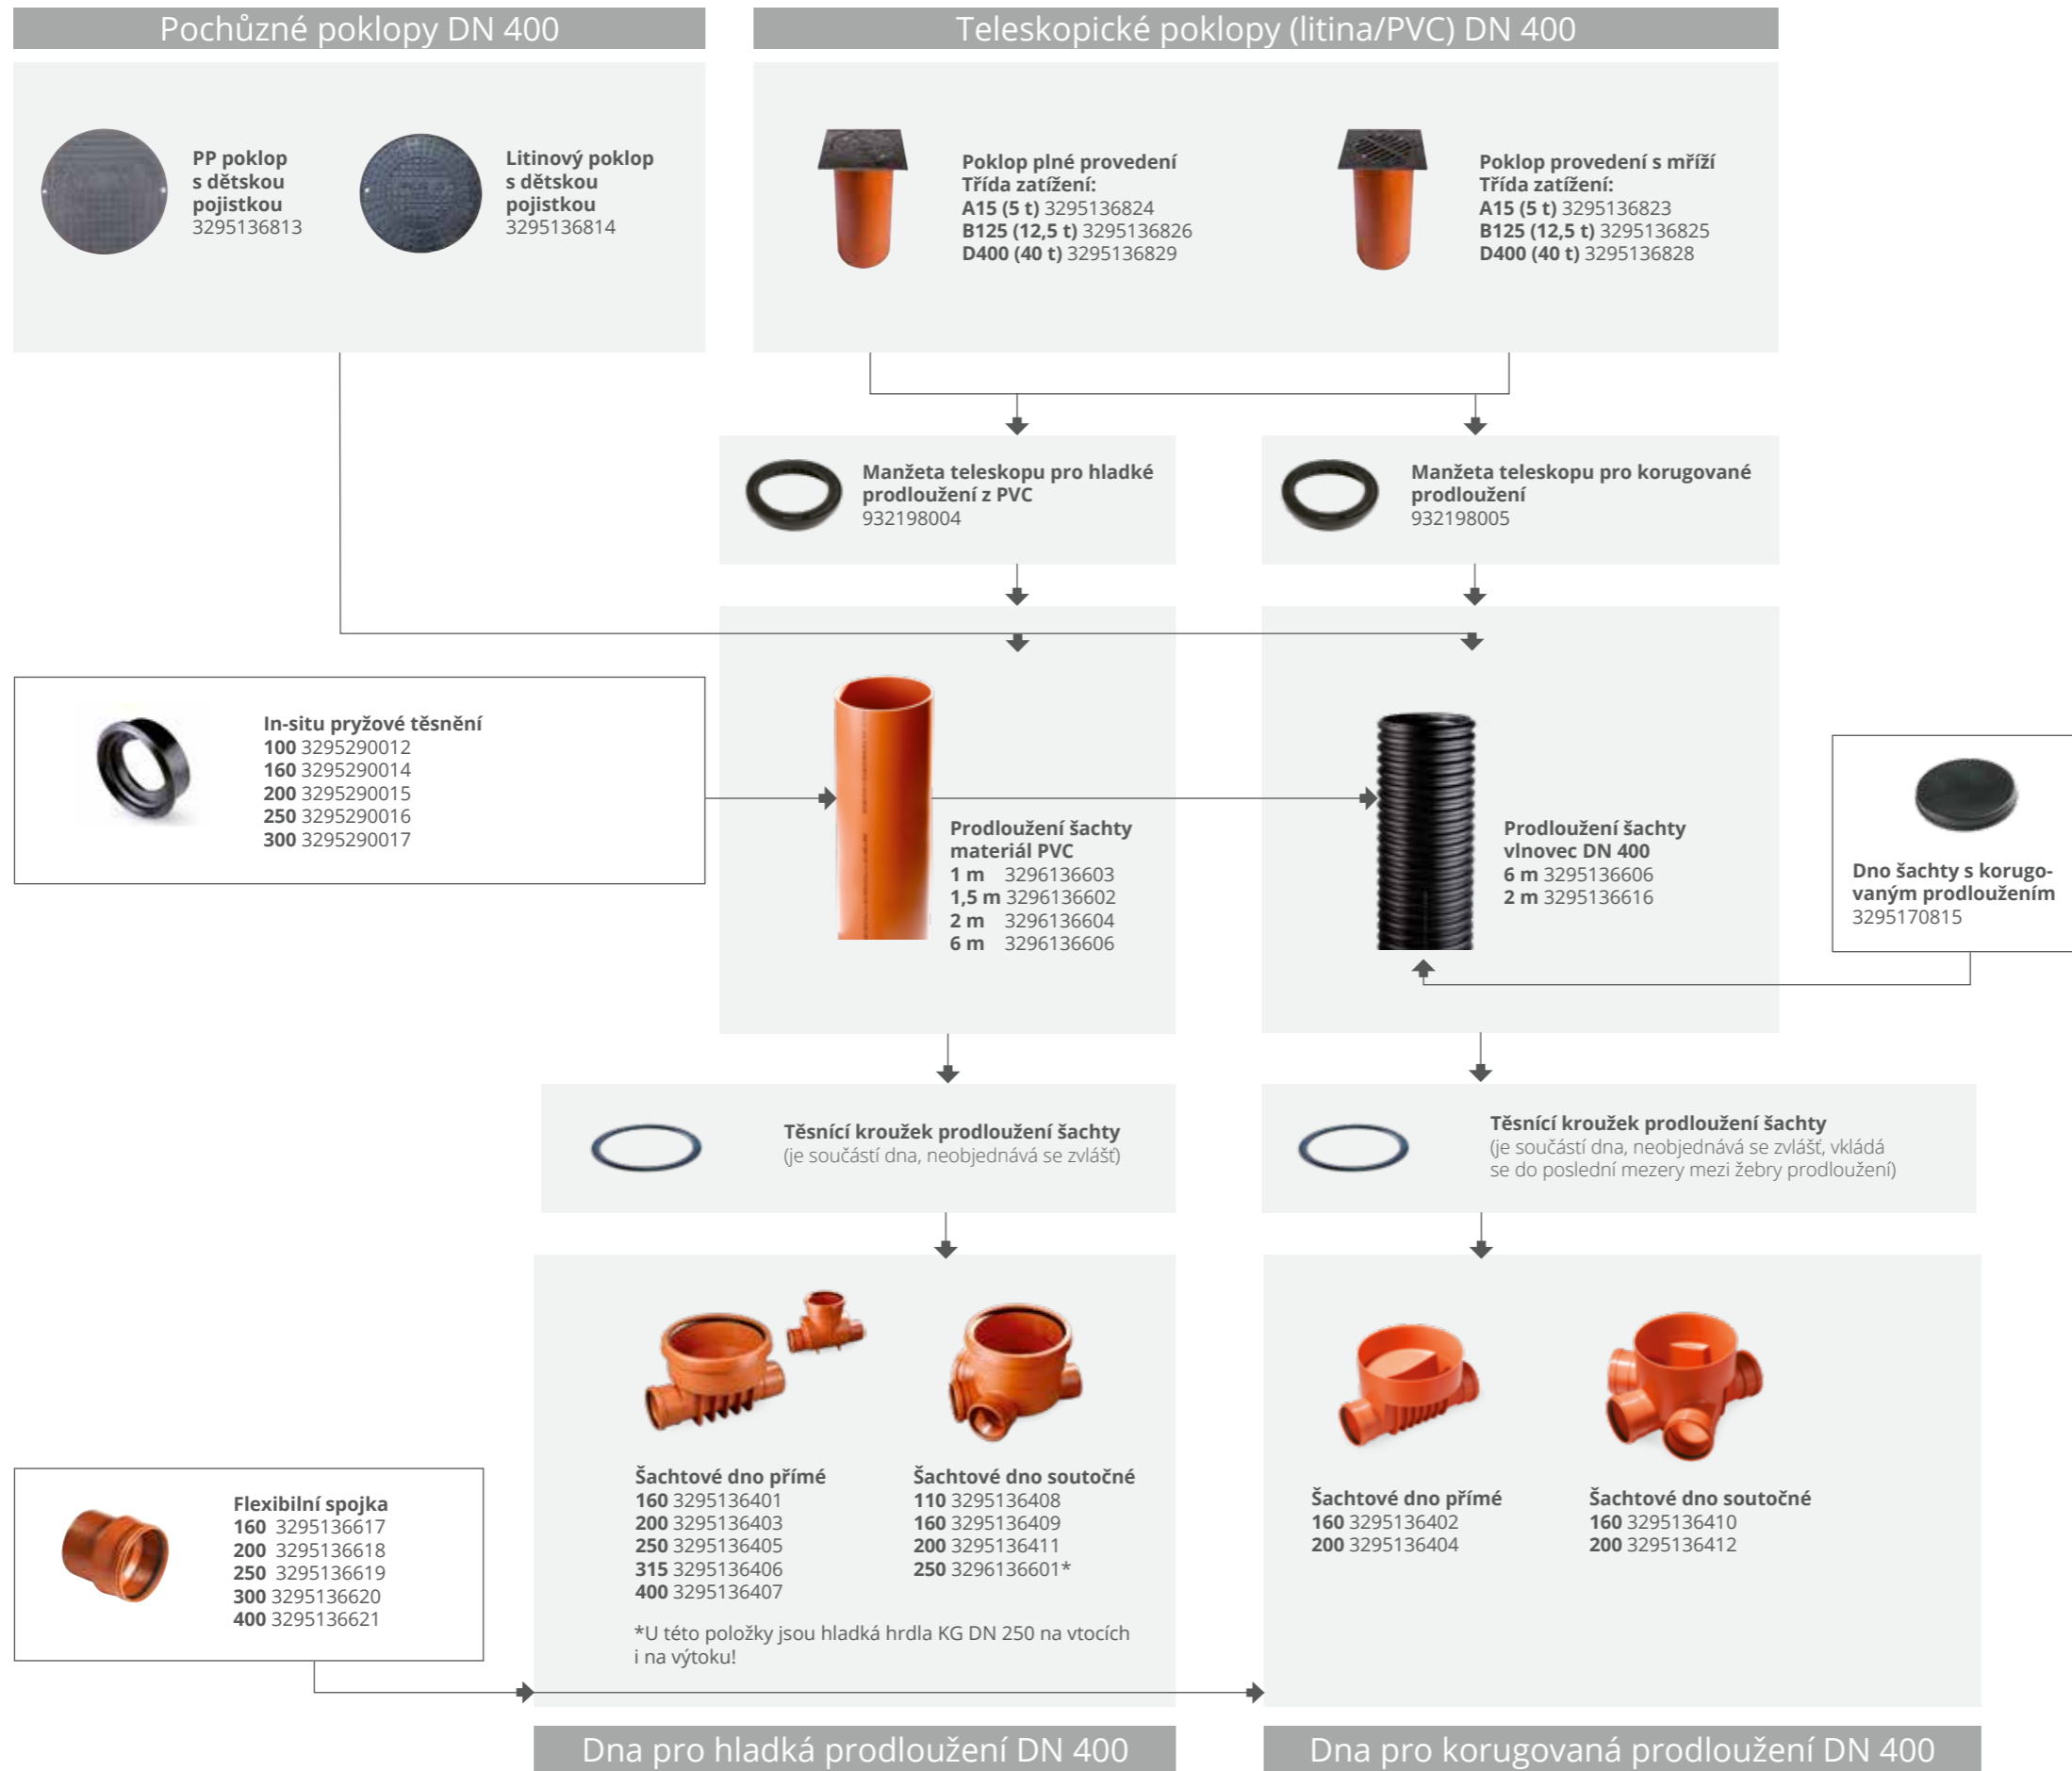 Pochůzné poklopy DN 400
Teleskopické poklopy (litina/PVC) DN 400
PP poklop
s dětskou
pojistkou
3295136813
Litinový poklop
s dětskou
pojistkou
3295136814
Poklop plné provedení
Třída zatížení:
A15 (5 t) 3295136824
B125 (12,5 t) 3295136826
D400 (40 t) 3295136829
Poklop provedení s mříží
Třída zatížení:
A15 (5 t) 3295136823
B125 (12,5 t) 3295136825
D400 (40 t) 3295136828
Manžeta teleskopu pro hladké
prodloužení z PVC
932198004
Manžeta teleskopu pro korugované
prodloužení
932198005
In-situ pryžové těsnění
100 3295290012
160 3295290014
200 3295290015
250 3295290016
300 3295290017
Prodloužení šachty
materiál PVC
1 m 3296136603
1,5 m 3296136602
2 m 3296136604
6 m 3296136606
Prodloužení šachty
vlnovec DN 400
6 m 3295136606
2 m 3295136616
Dno šachty s korugo-
vaným prodloužením
3295170815
Těsnící kroužek prodloužení šachty
(je součástí dna, neobjednává se zvlášť)
Těsnící kroužek prodloužení šachty
(je součástí dna, neobjednává se zvlášť, vkládá
se do poslední mezery mezi žebry prodloužení)
Flexibilní spojka
160 3295136617
200 3295136618
250 3295136619
300 3295136620
400 3295136621
Šachtové dno přímé
160 3295136401
200 3295136403
250 3295136405
315 3295136406
400 3295136407
Šachtové dno soutočné
110 3295136408
160 3295136409
200 3295136411
250 3296136601*
*U této položky jsou hladká hrdla KG DN 250 na vtocích
i na výtoku!
Šachtové dno přímé
160 3295136402
200 3295136404
Šachtové dno soutočné
160 3295136410
200 3295136412
Dna pro hladká prodloužení DN 400
Dna pro korugovaná prodloužení DN 400